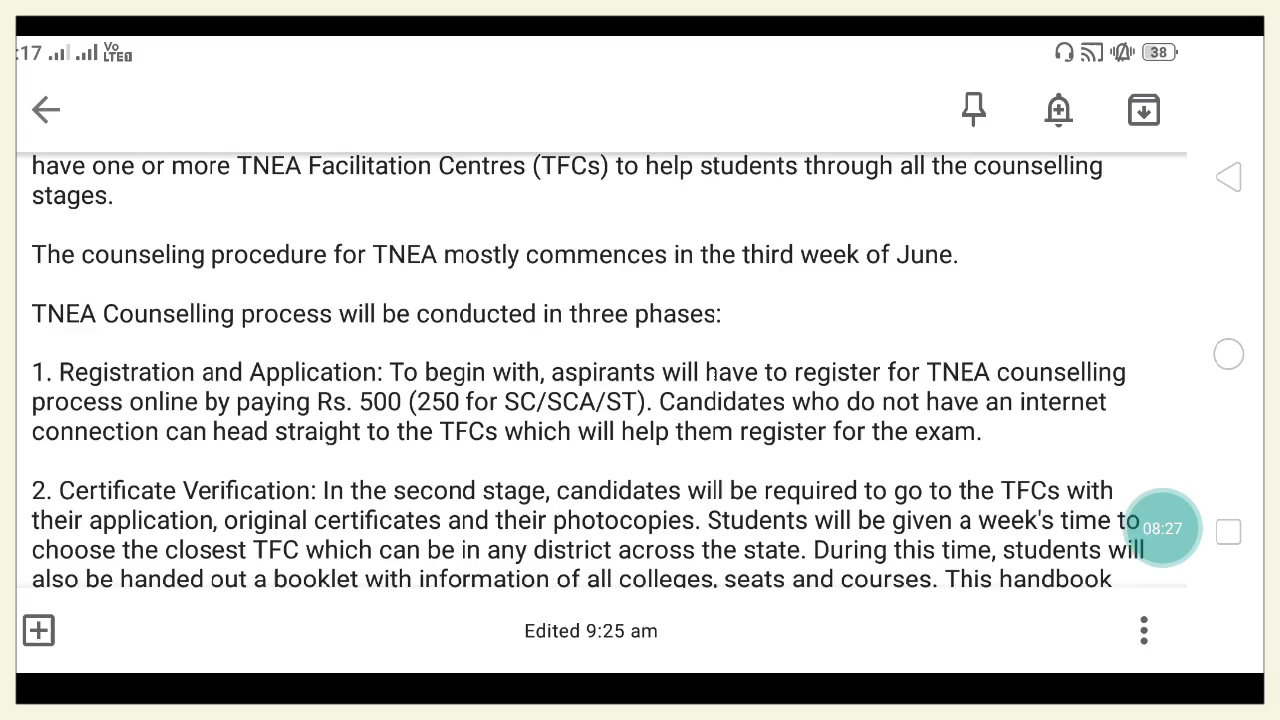 :17 Vo LTE 38
have one or more TNEA Facilitation Centres (TFCs) to help students through all the counselling
stages.
The counseling procedure for TNEA mostly commences in the third week of June.
TNEA Counselling process will be conducted in three phases:
1. Registration and Application: To begin with, aspirants will have to register for TNEA counselling
process online by paying Rs. 500 (250 for SC/SCA/ST). Candidates who do not have an internet
connection can head straight to the TFCs which will help them register for the exam.
2. Certificate Verification: In the second stage, candidates will be required to go to the TFCs with
their application, original certificates and their photocopies. Students will be given a week's time to
08:27
choose the closest TFC which can be in any district across the state. During this time, students will
also be handed out a booklet with information of all colleges, seats and courses. This handbook
Edited 9:25 am